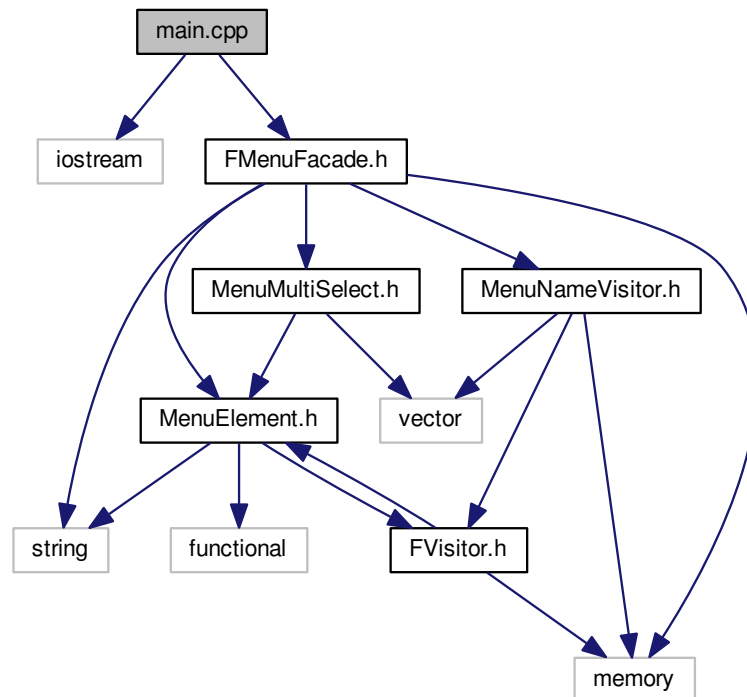 main.cpp
iostream
FMenuFacade.h
MenuMultiSelect.h
MenuNameVisitor.h
MenuElement.h
vector
string
functional
FVisitor.h
memory